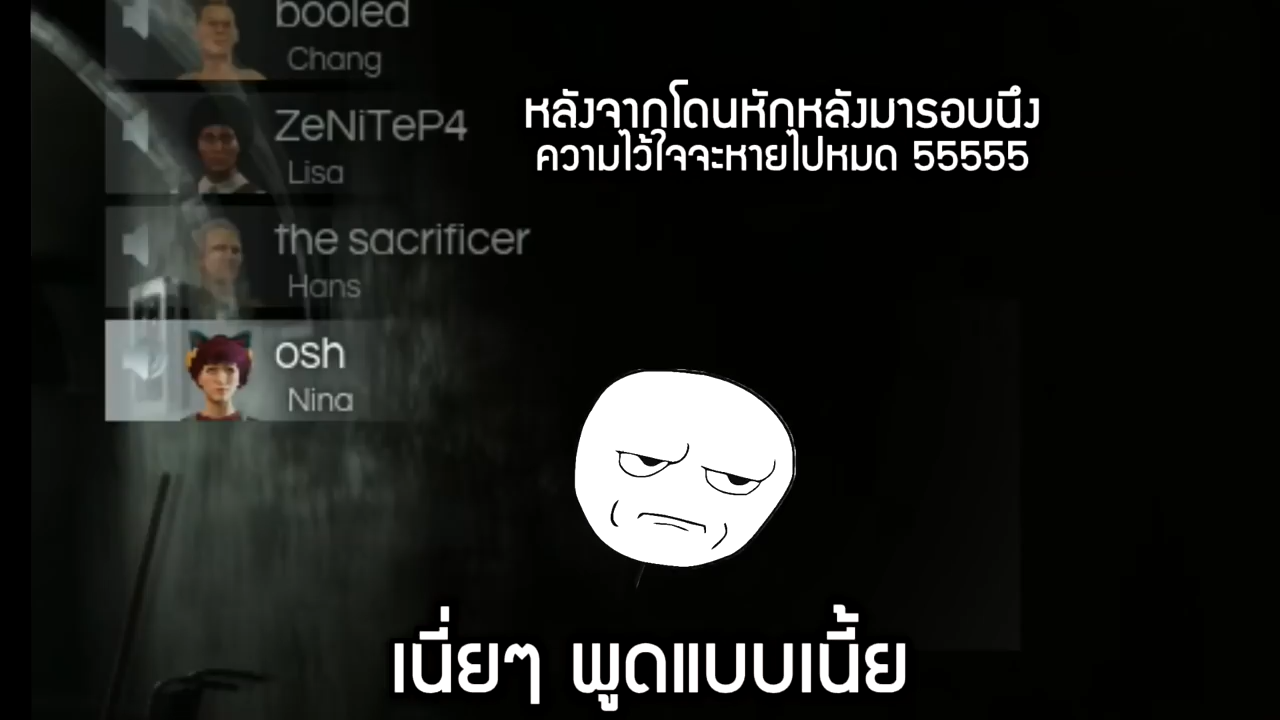 booled
Chang
ZeNiTeP4
Lisa
the sacrificer
Hans
osh
Nina
หลังจากโดนหักหลังมารอบนึง
ความไว้ใจจะหายไปหมด 55555
เนี่ยๆ พูดแบบเนี้ย